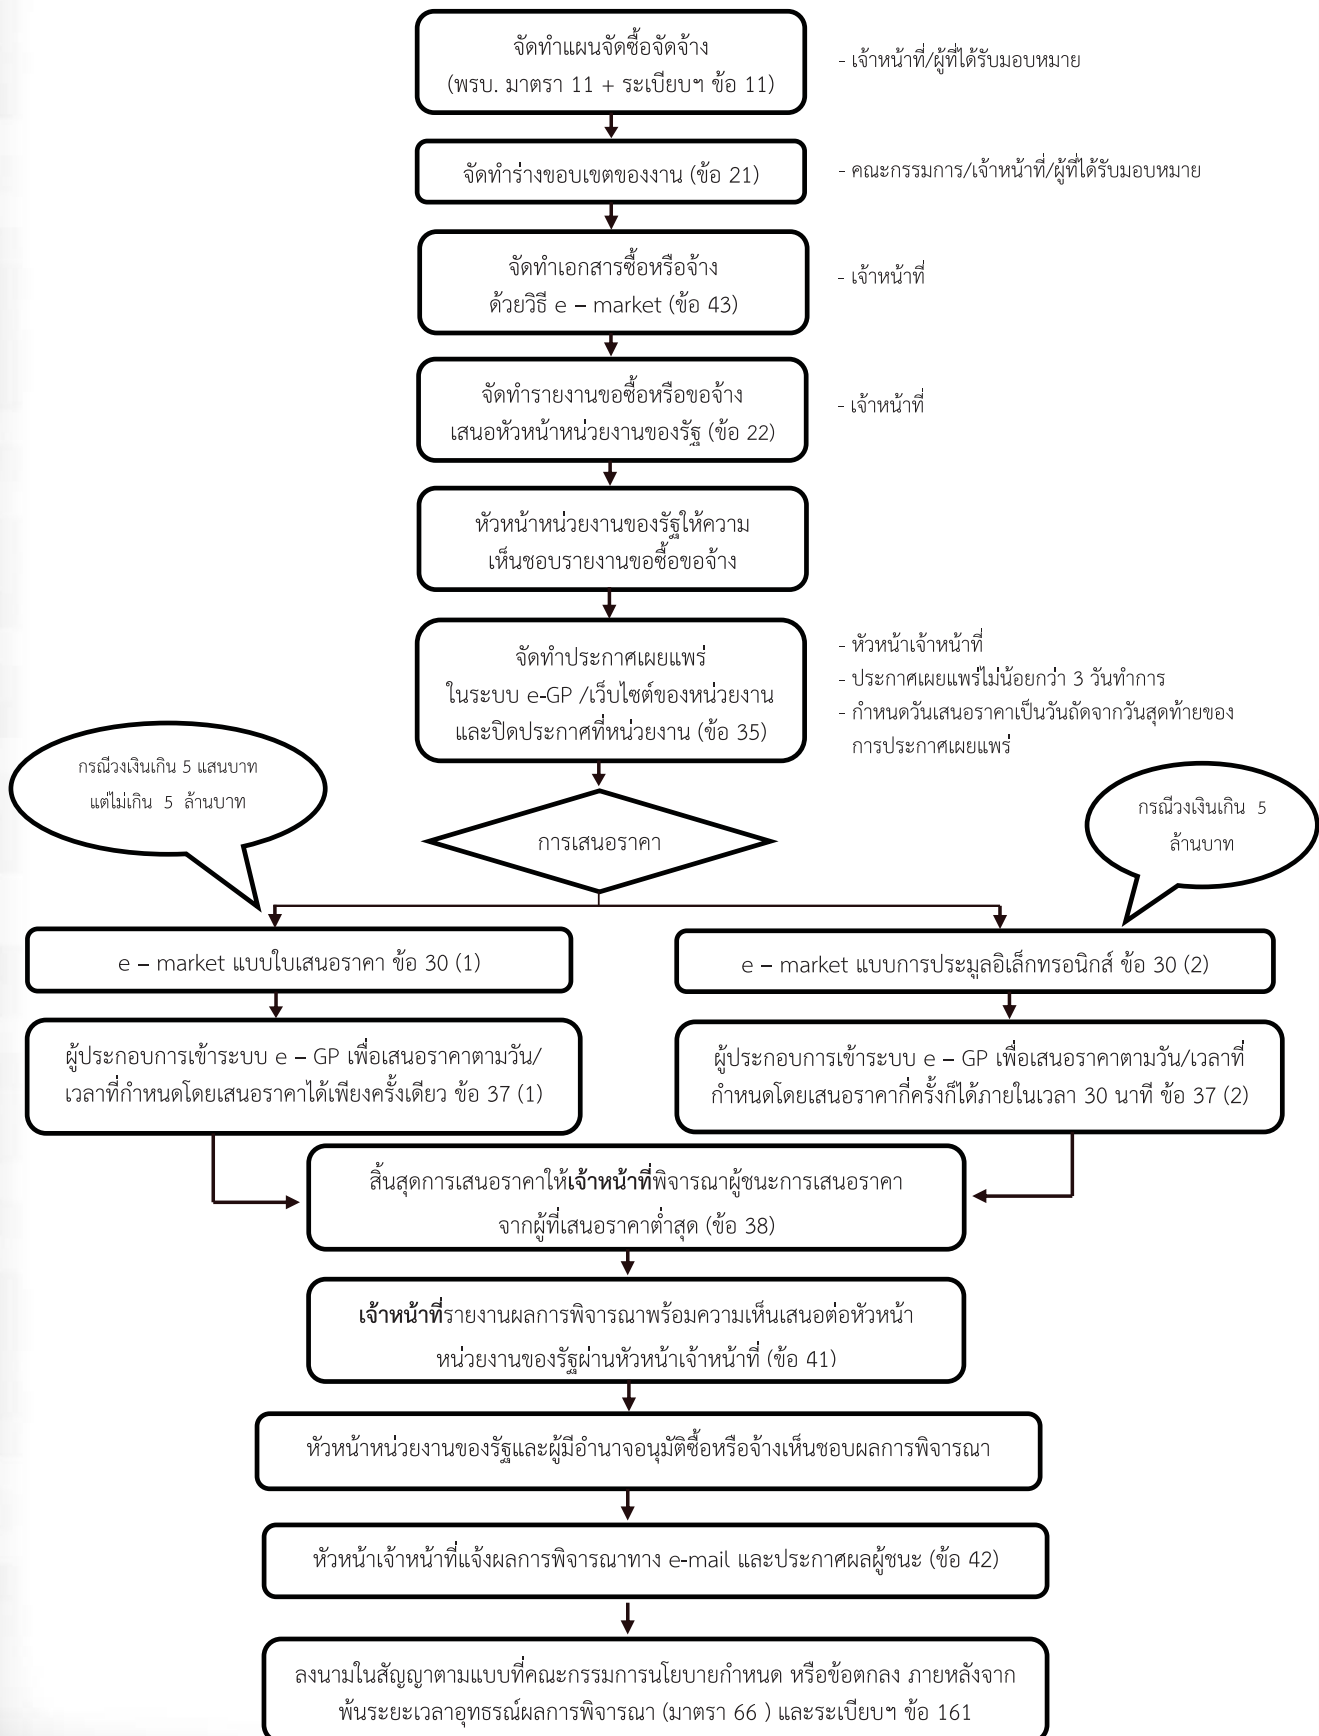 จัดทำแผนจัดซื้อจัดจ้าง
(พรบ. มาตรา 11 + ระเบียบฯ ข้อ 11)
- เจ้าหน้าที่/ผู้ที่ได้รับมอบหมาย
จัดทำร่างขอบเขตของงาน (ข้อ 21)
- คณะกรรมการ/เจ้าหน้าที่/ผู้ที่ได้รับมอบหมาย
จัดทำเอกสารซื้อหรือจ้าง
ด้วยวิธี e – market (ข้อ 43)
- เจ้าหน้าที่
จัดทำรายงานขอซื้อหรือขอจ้าง
เสนอหัวหน้าหน่วยงานของรัฐ (ข้อ 22)
- เจ้าหน้าที่
หัวหน้าหน่วยงานของรัฐให้ความ
เห็นชอบรายงานขอซื้อขอจ้าง
จัดทำประกาศเผยแพร่
ในระบบ e-GP /เว็บไซต์ของหน่วยงาน
และปิดประกาศที่หน่วยงาน (ข้อ 35)
- หัวหน้าเจ้าหน้าที่
- ประกาศเผยแพร่ไม่น้อยกว่า 3 วันทำการ
- กำหนดวันเสนอราคาเป็นวันถัดจากวันสุดท้ายของ
การประกาศเผยแพร่
กรณีวงเงินเกิน 5 แสนบาท
แต่ไม่เกิน 5 ล้านบาท
การเสนอราคา
กรณีวงเงินเกิน 5
ล้านบาท
e – market แบบใบเสนอราคา ข้อ 30 (1)
e – market แบบการประมูลอิเล็กทรอนิกส์ ข้อ 30 (2)
ผู้ประกอบการเข้าระบบ e – GP เพื่อเสนอราคาตามวัน/
เวลาที่กำหนดโดยเสนอราคาได้เพียงครั้งเดียว ข้อ 37 (1)
ผู้ประกอบการเข้าระบบ e – GP เพื่อเสนอราคาตามวัน/เวลาที่
กำหนดโดยเสนอราคากี่ครั้งก็ได้ภายในเวลา 30 นาที ข้อ 37 (2)
สิ้นสุดการเสนอราคาให้เจ้าหน้าที่พิจารณาผู้ชนะการเสนอราคา
จากผู้ที่เสนอราคาต่ำสุด (ข้อ 38)
เจ้าหน้าที่รายงานผลการพิจารณาพร้อมความเห็นเสนอต่อหัวหน้า
หน่วยงานของรัฐผ่านหัวหน้าเจ้าหน้าที่ (ข้อ 41)
หัวหน้าหน่วยงานของรัฐและผู้มีอำนาจอนุมัติซื้อหรือจ้างเห็นชอบผลการพิจารณา
หัวหน้าเจ้าหน้าที่แจ้งผลการพิจารณาทาง e-mail และประกาศผลผู้ชนะ (ข้อ 42)
ลงนามในสัญญาตามแบบที่คณะกรรมการนโยบายกำหนด หรือข้อตกลง ภายหลังจาก
พ้นระยะเวลาอุทธรณ์ผลการพิจารณา (มาตรา 66 ) และระเบียบฯ ข้อ 161